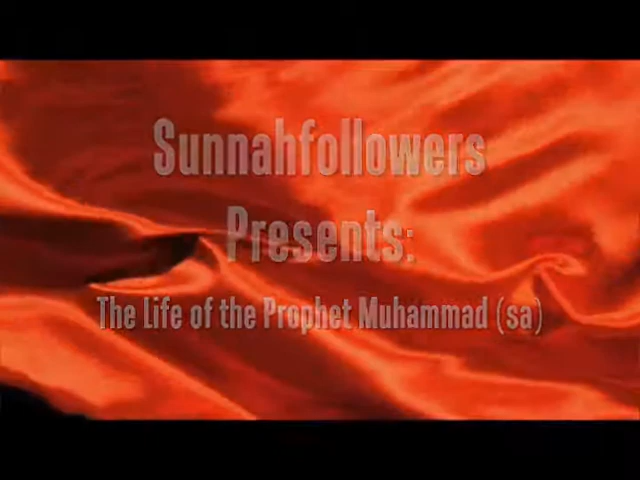 Sunnahfollowers
Presents:
The Life of the Prophet Muhammad (sa)